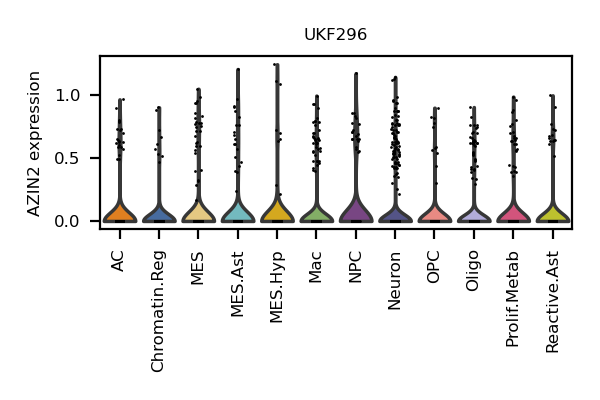 UKF296
AZIN2 expression
1.0
0.5
0.0
AC
Chromatin.Reg
MES
MES.Ast
MES.Hyp
Mac
NPC
Neuron
OPC
Oligo
Prolif.Metab
Reactive.Ast